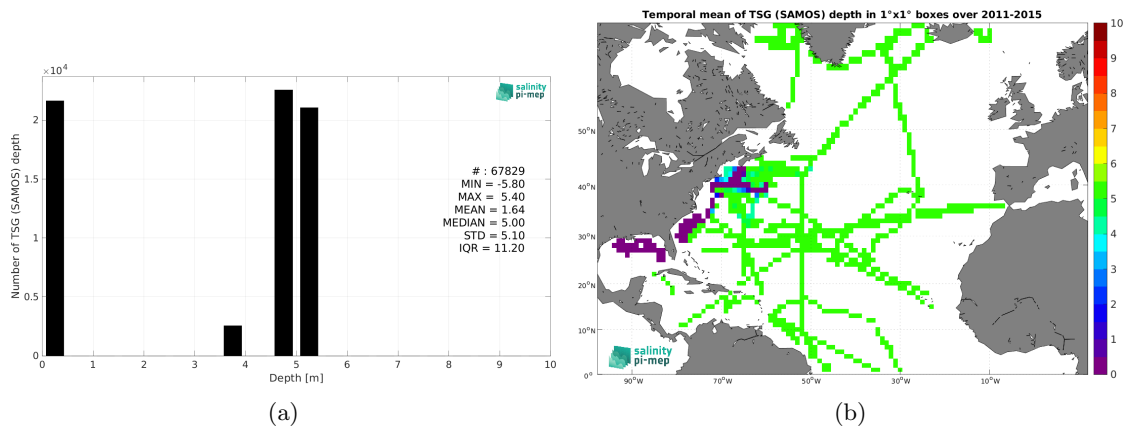 ×10⁴
2
1.5
1
0.5
0
Number of TSG (SAMOS) depth
salinity
pi-mep
# : 67829
MIN = -5.80
MAX = 5.40
MEAN = 1.64
MEDIAN = 5.00
STD = 5.10
IQR = 11.20
0 1 2 3 4 5 6 7 8 9 10
Depth [m]
(a)
Temporal mean of TSG (SAMOS) depth in 1°x1° boxes over 2011-2015
50°N
40°N
30°N
20°N
10°N
0°
90°W 70°W 50°W 30°W 10°W
salinity
pi-mep
10
9
8
7
6
5
4
3
2
1
0
(b)